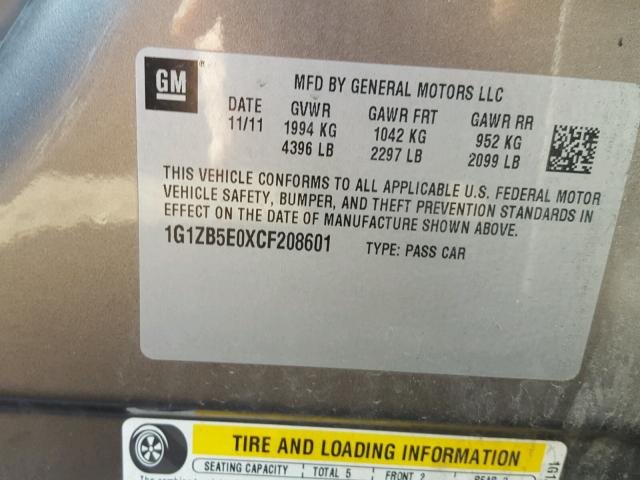 GM
MFD BY GENERAL MOTORS LLC
DATE GVWR GAWR FRT GAWR RR
11/11 1994 KG 1042 KG 952 KG
4396 LB 2297 LB 2099 LB
THIS VEHICLE CONFORMS TO ALL APPLICABLE U.S. FEDERAL MOTOR
VEHICLE SAFETY, BUMPER, AND THEFT PREVENTION STANDARDS IN
EFFECT ON THE DATE OF MANUFACTURE SHOWN ABOVE.
1G1ZB5E0XCF208601 TYPE: PASS CAR
TIRE AND LOADING INFORMATION
SEATING CAPACITY TOTAL 5 FRONT 2
1G1